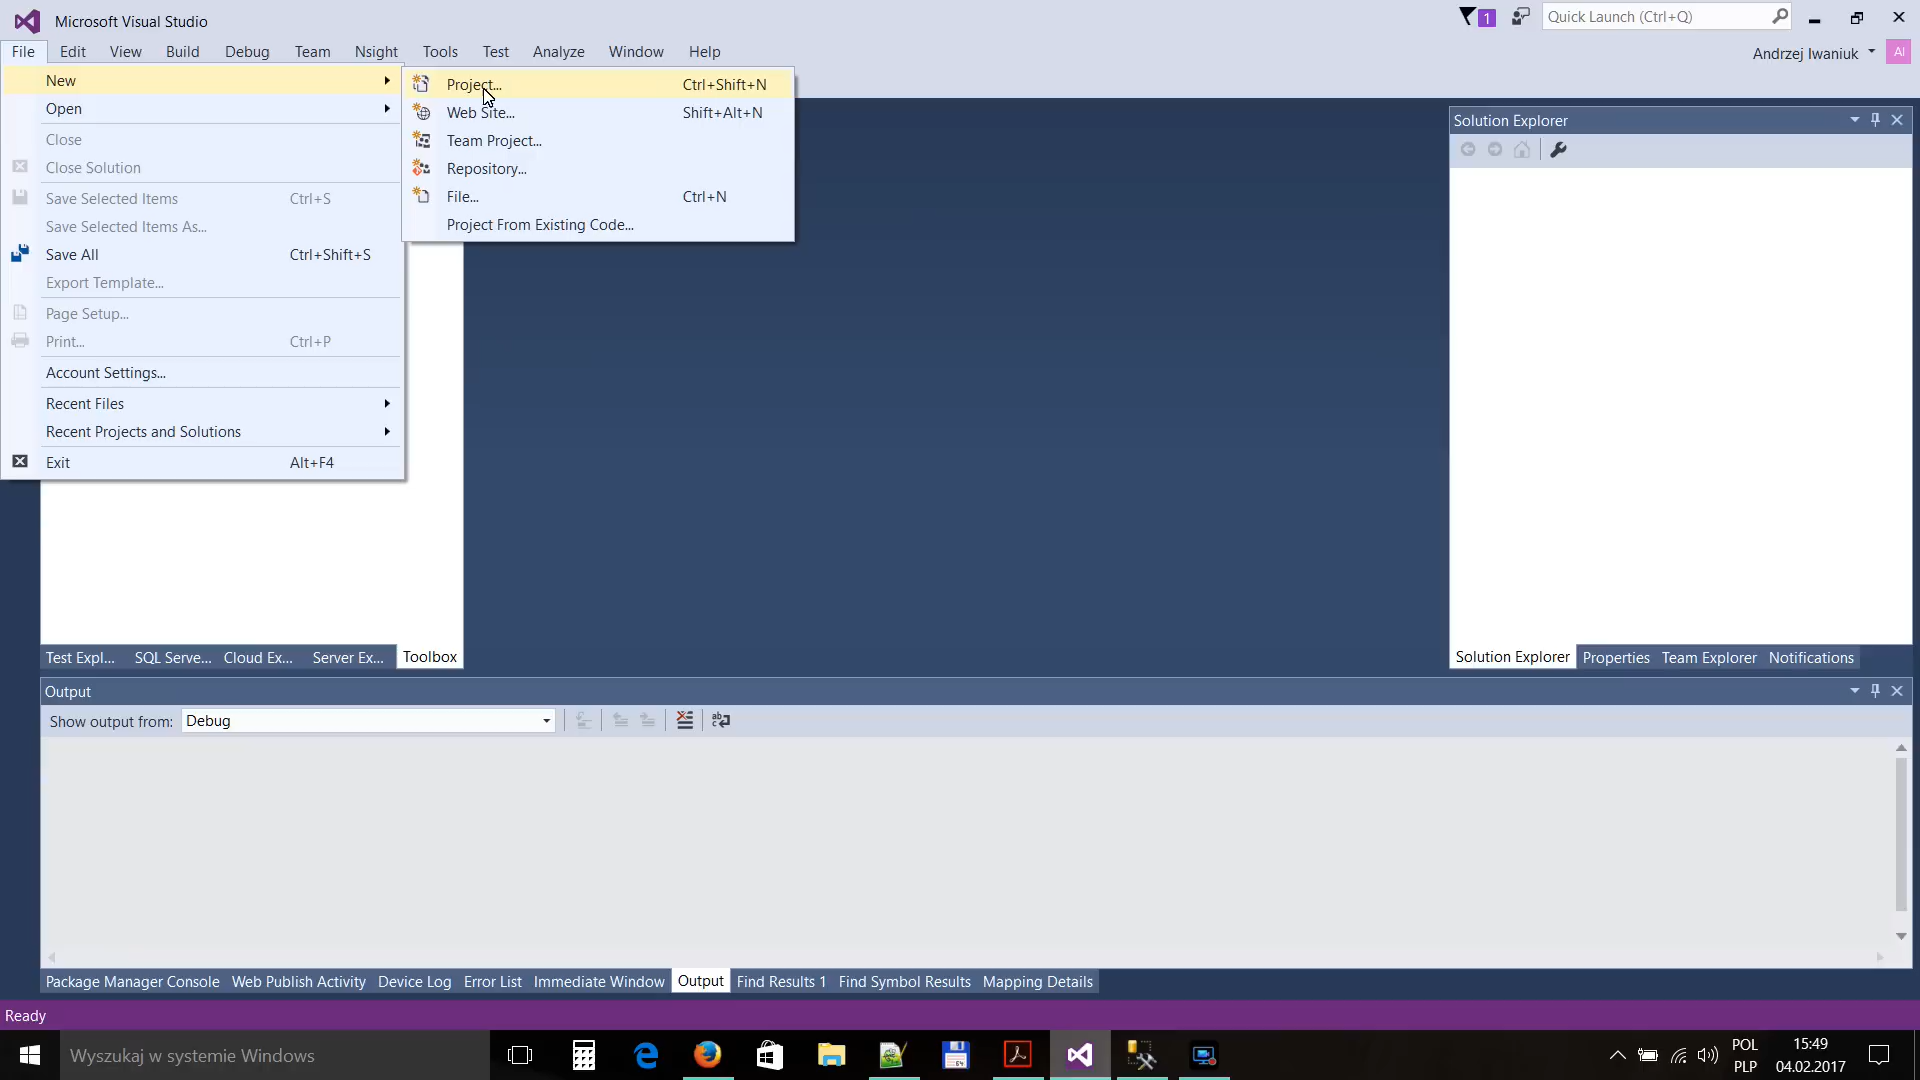 Microsoft Visual Studio
1
Quick Launch (Ctrl+Q)
File Edit View Build Debug Team Nsight Tools Test Analyze Window Help
Andrzej Iwaniuk AI
New
Open
Close
Close Solution
Save Selected Items Ctrl+S
Save Selected Items As...
Save All Ctrl+Shift+S
Export Template...
Page Setup...
Print... Ctrl+P
Account Settings...
Recent Files
Recent Projects and Solutions
Exit Alt+F4
Project... Ctrl+Shift+N
Web Site... Shift+Alt+N
Team Project...
Repository...
File... Ctrl+N
Project From Existing Code...
Solution Explorer
Test Expl... SQL Serve... Cloud Ex... Server Ex... Toolbox
Solution Explorer Properties Team Explorer Notifications
Output
Show output from: Debug
Package Manager Console Web Publish Activity Device Log Error List Immediate Window Output Find Results 1 Find Symbol Results Mapping Details
Ready
Wyszukaj w systemie Windows
64
POL
PLP
15:49
04.02.2017